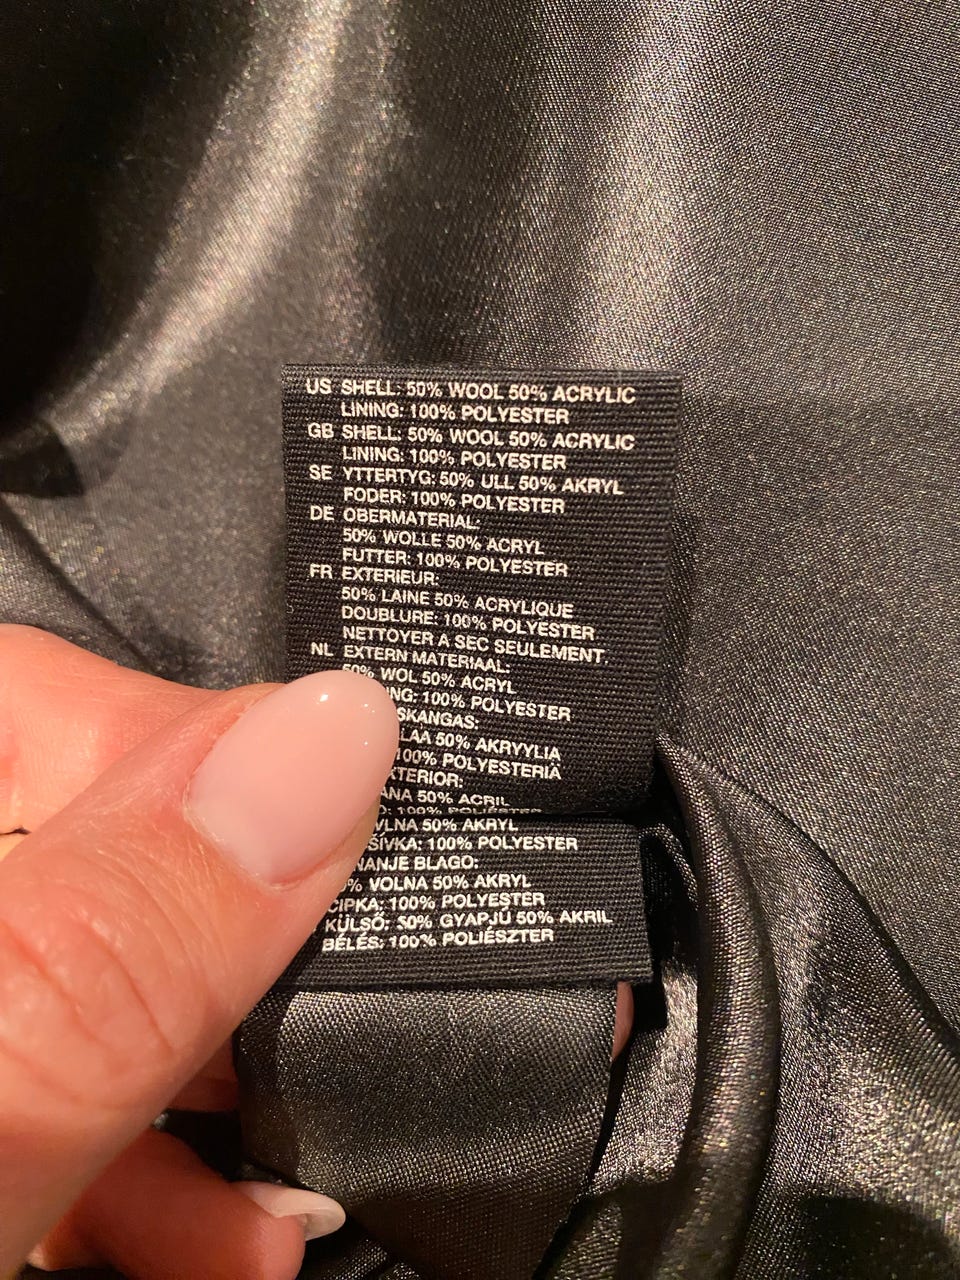 US SHELL: 50% WOOL 50% ACRYLIC
LINING: 100% POLYESTER
GB SHELL: 50% WOOL 50% ACRYLIC
LINING: 100% POLYESTER
SE YTTERTYG: 50% ULL 50% AKRYL
FODER: 100% POLYESTER
DE OBERMATERIAL:
50% WOLLE 50% ACRYL
FUTTER: 100% POLYESTER
FR EXTERIEUR:
50% LAINE 50% ACRYLIQUE
DOUBLURE: 100% POLYESTER
NETTOYER A SEC SEULEMENT.
NL EXTERN MATERIAAL:
50% WOL 50% ACRYL
100% POLYESTER
50% AKRYYLIA
100% POLYESTERIA
50% ACRIL
100% POLIÉSTER
50% AKRYL
100% POLYESTER
BLAGO:
VOLNA 50% AKRYL
100% POLYESTER
KÜLSŐ: 50% GYAPJÚ 50% AKRIL
BÉLÉS: 100% POLIÉSZTER